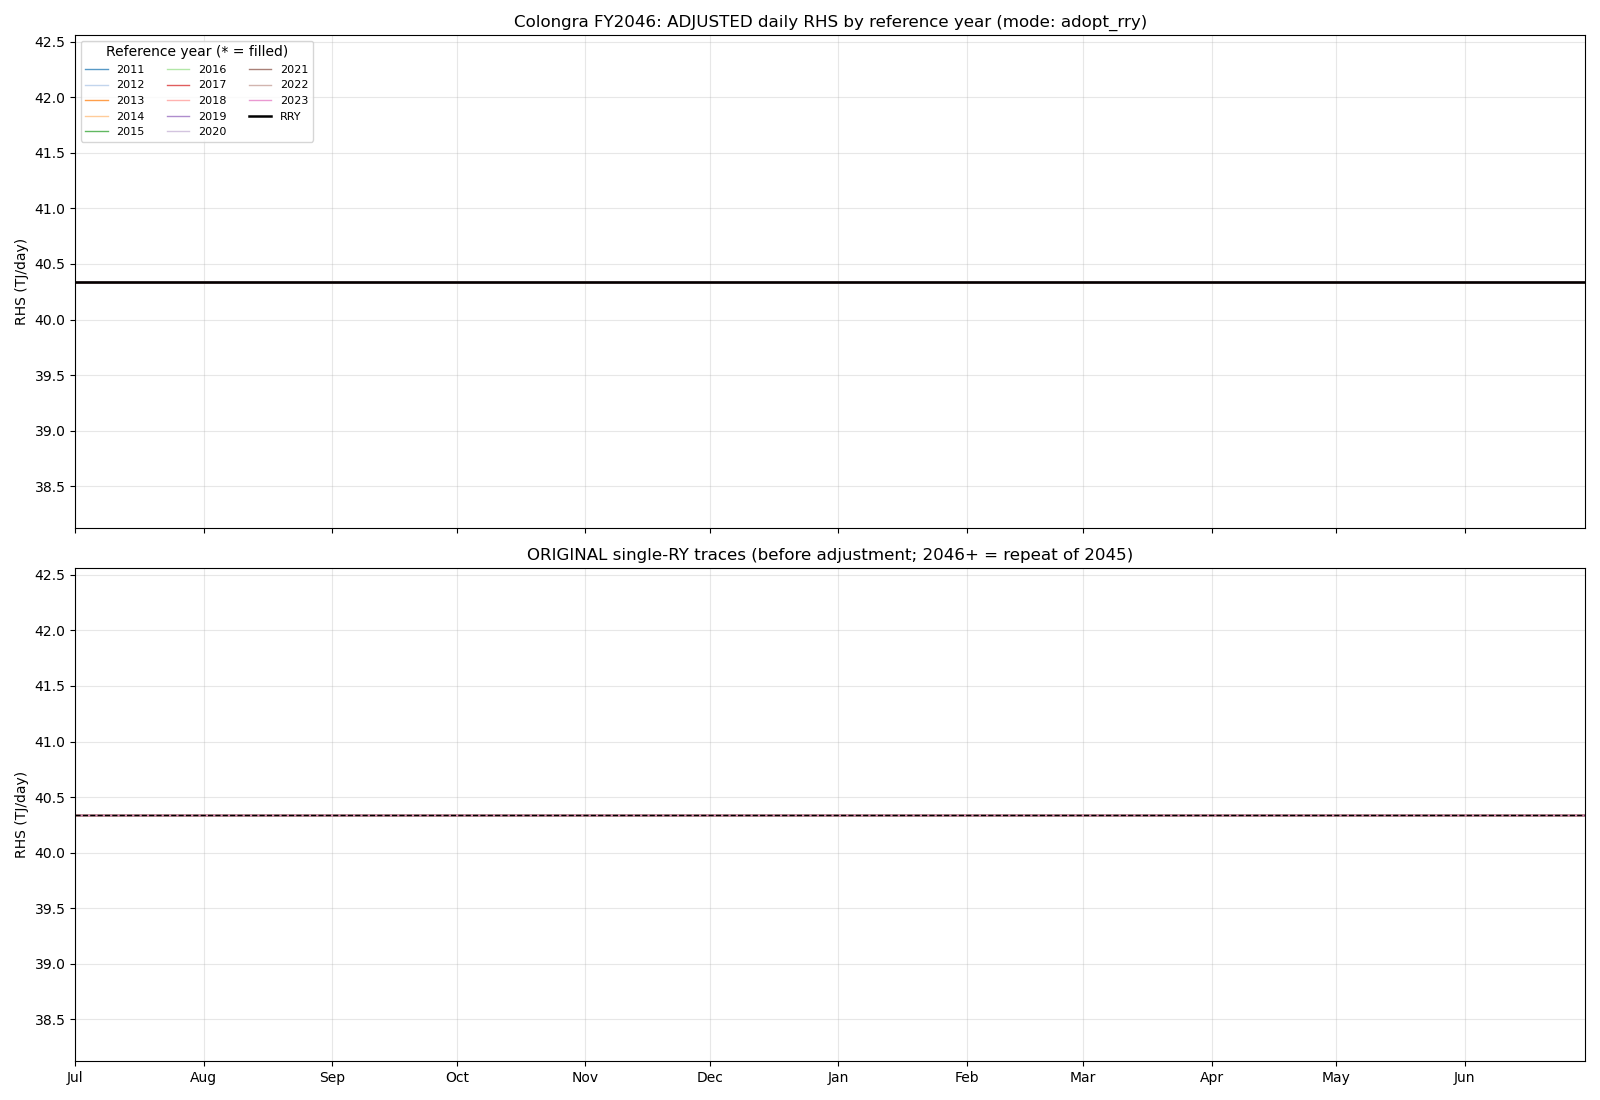 Colongra FY2046: ADJUSTED daily RHS by reference year (mode: adopt_rry)
42.5
42.0
41.5
41.0
40.5
40.0
39.5
39.0
38.5
RHS (TJ/day)
Reference year (* = filled)
2011 2016 2021
2012 2017 2022
2013 2018 2023
2014 2019 RRY
2015 2020
ORIGINAL single-RY traces (before adjustment; 2046+ = repeat of 2045)
42.5
42.0
41.5
41.0
40.5
40.0
39.5
39.0
38.5
RHS (TJ/day)
Jul Aug Sep Oct Nov Dec Jan Feb Mar Apr May Jun